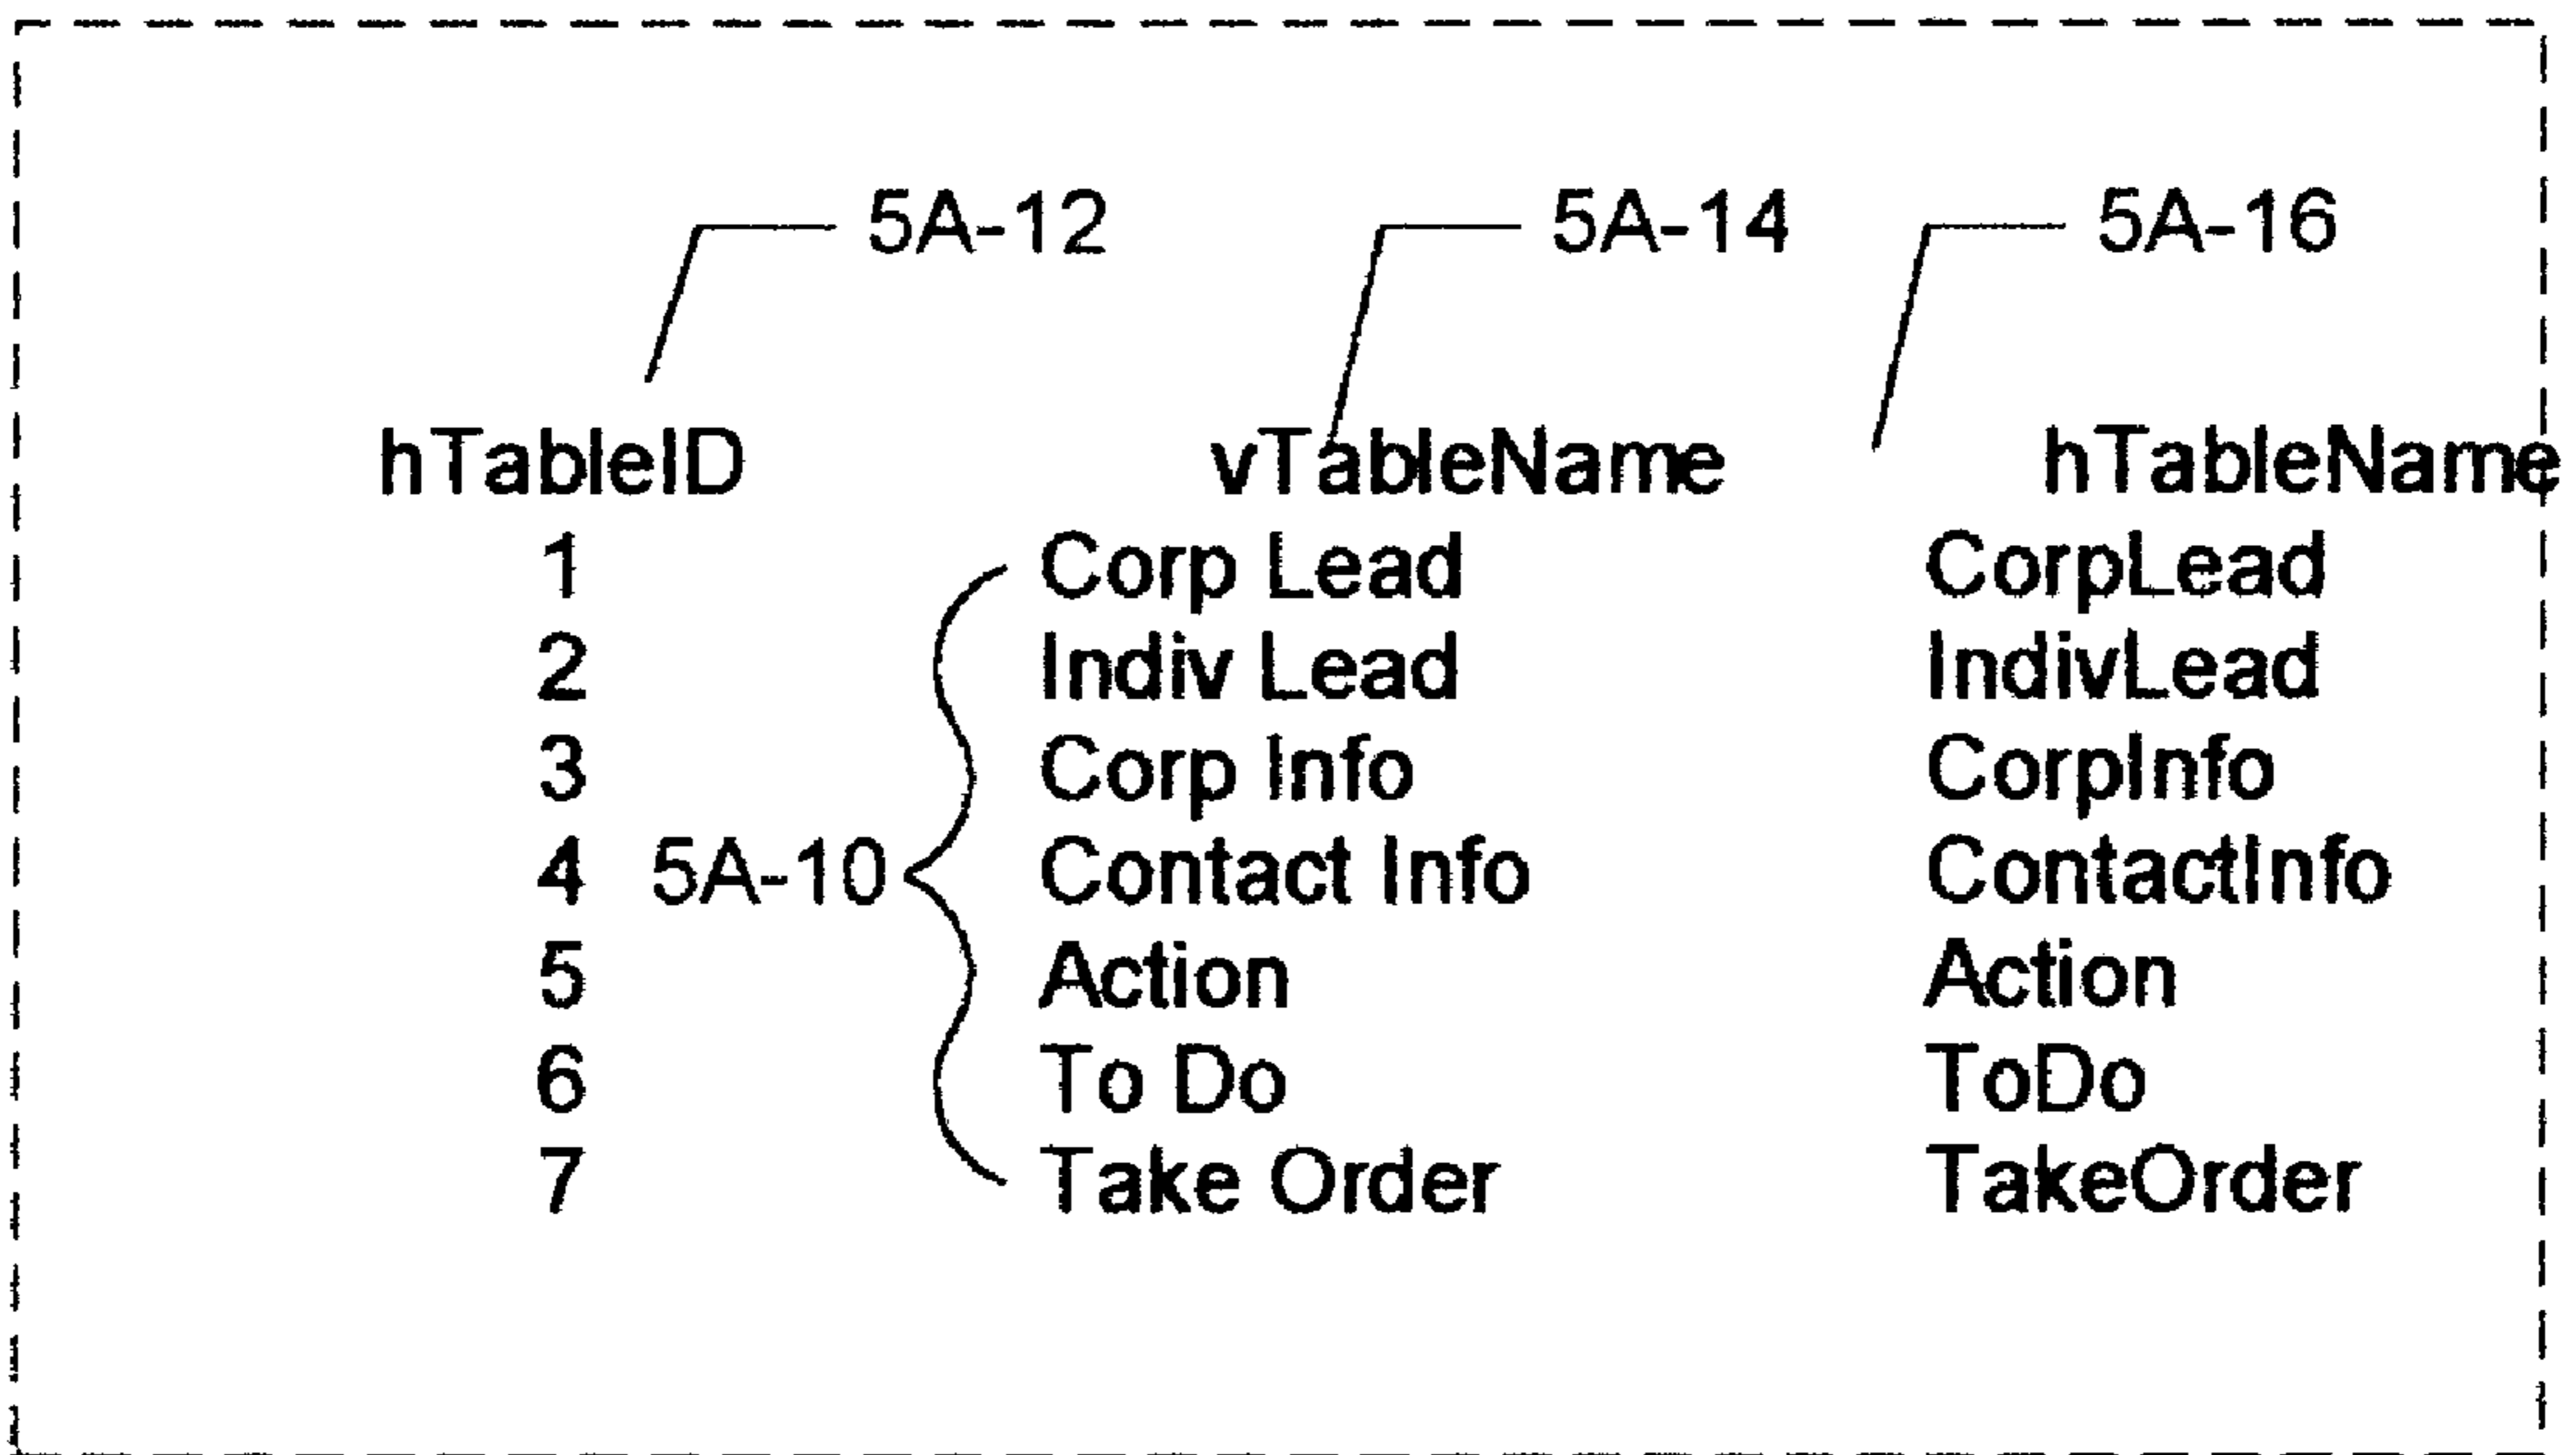 5A-12 5A-14 5A-16
hTableID vTableName hTableName
1 Corp Lead CorpLead
2 Indiv Lead IndivLead
3 Corp Info CorpInfo
4 5A-10 Contact Info ContactInfo
5 Action Action
6 To Do ToDo
7 Take Order TakeOrder